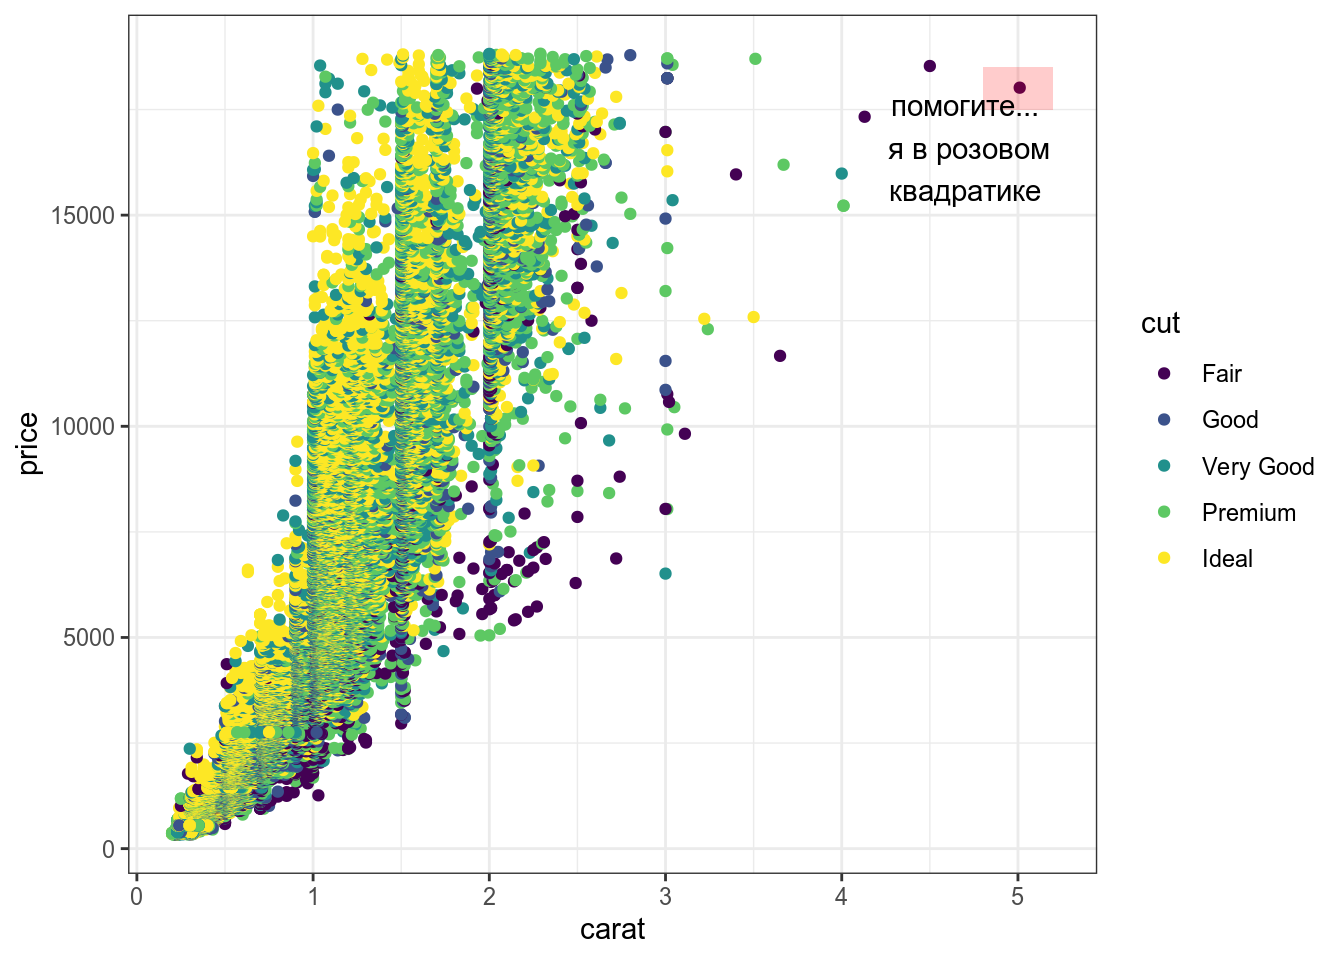 помогите...
я в розовом
квадратике
15000
10000
5000
0
price
0 1 2 3 4 5
carat
cut
Fair
Good
Very Good
Premium
Ideal